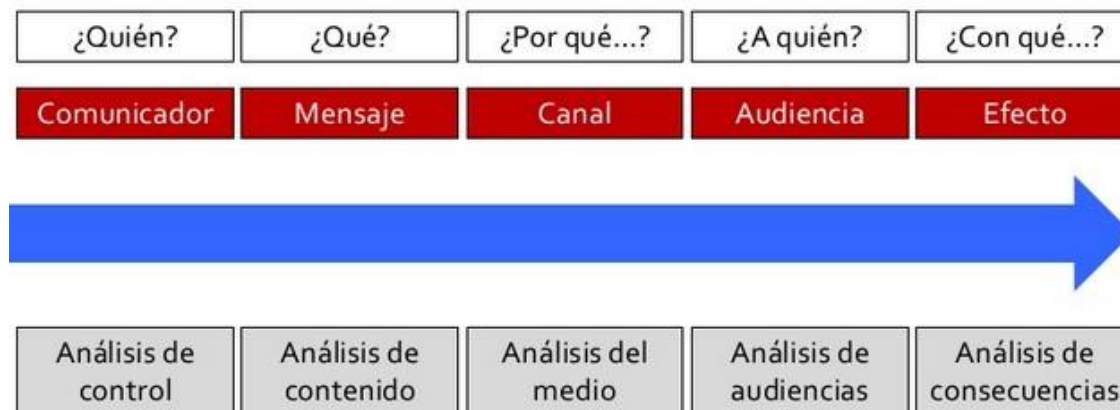 ¿Quién? ¿Qué? ¿Por qué...? ¿A quién? ¿Con qué...?
Comunicador Mensaje Canal Audiencia Efecto
Análisis de control
Análisis de contenido
Análisis del medio
Análisis de audiencias
Análisis de consecuencias